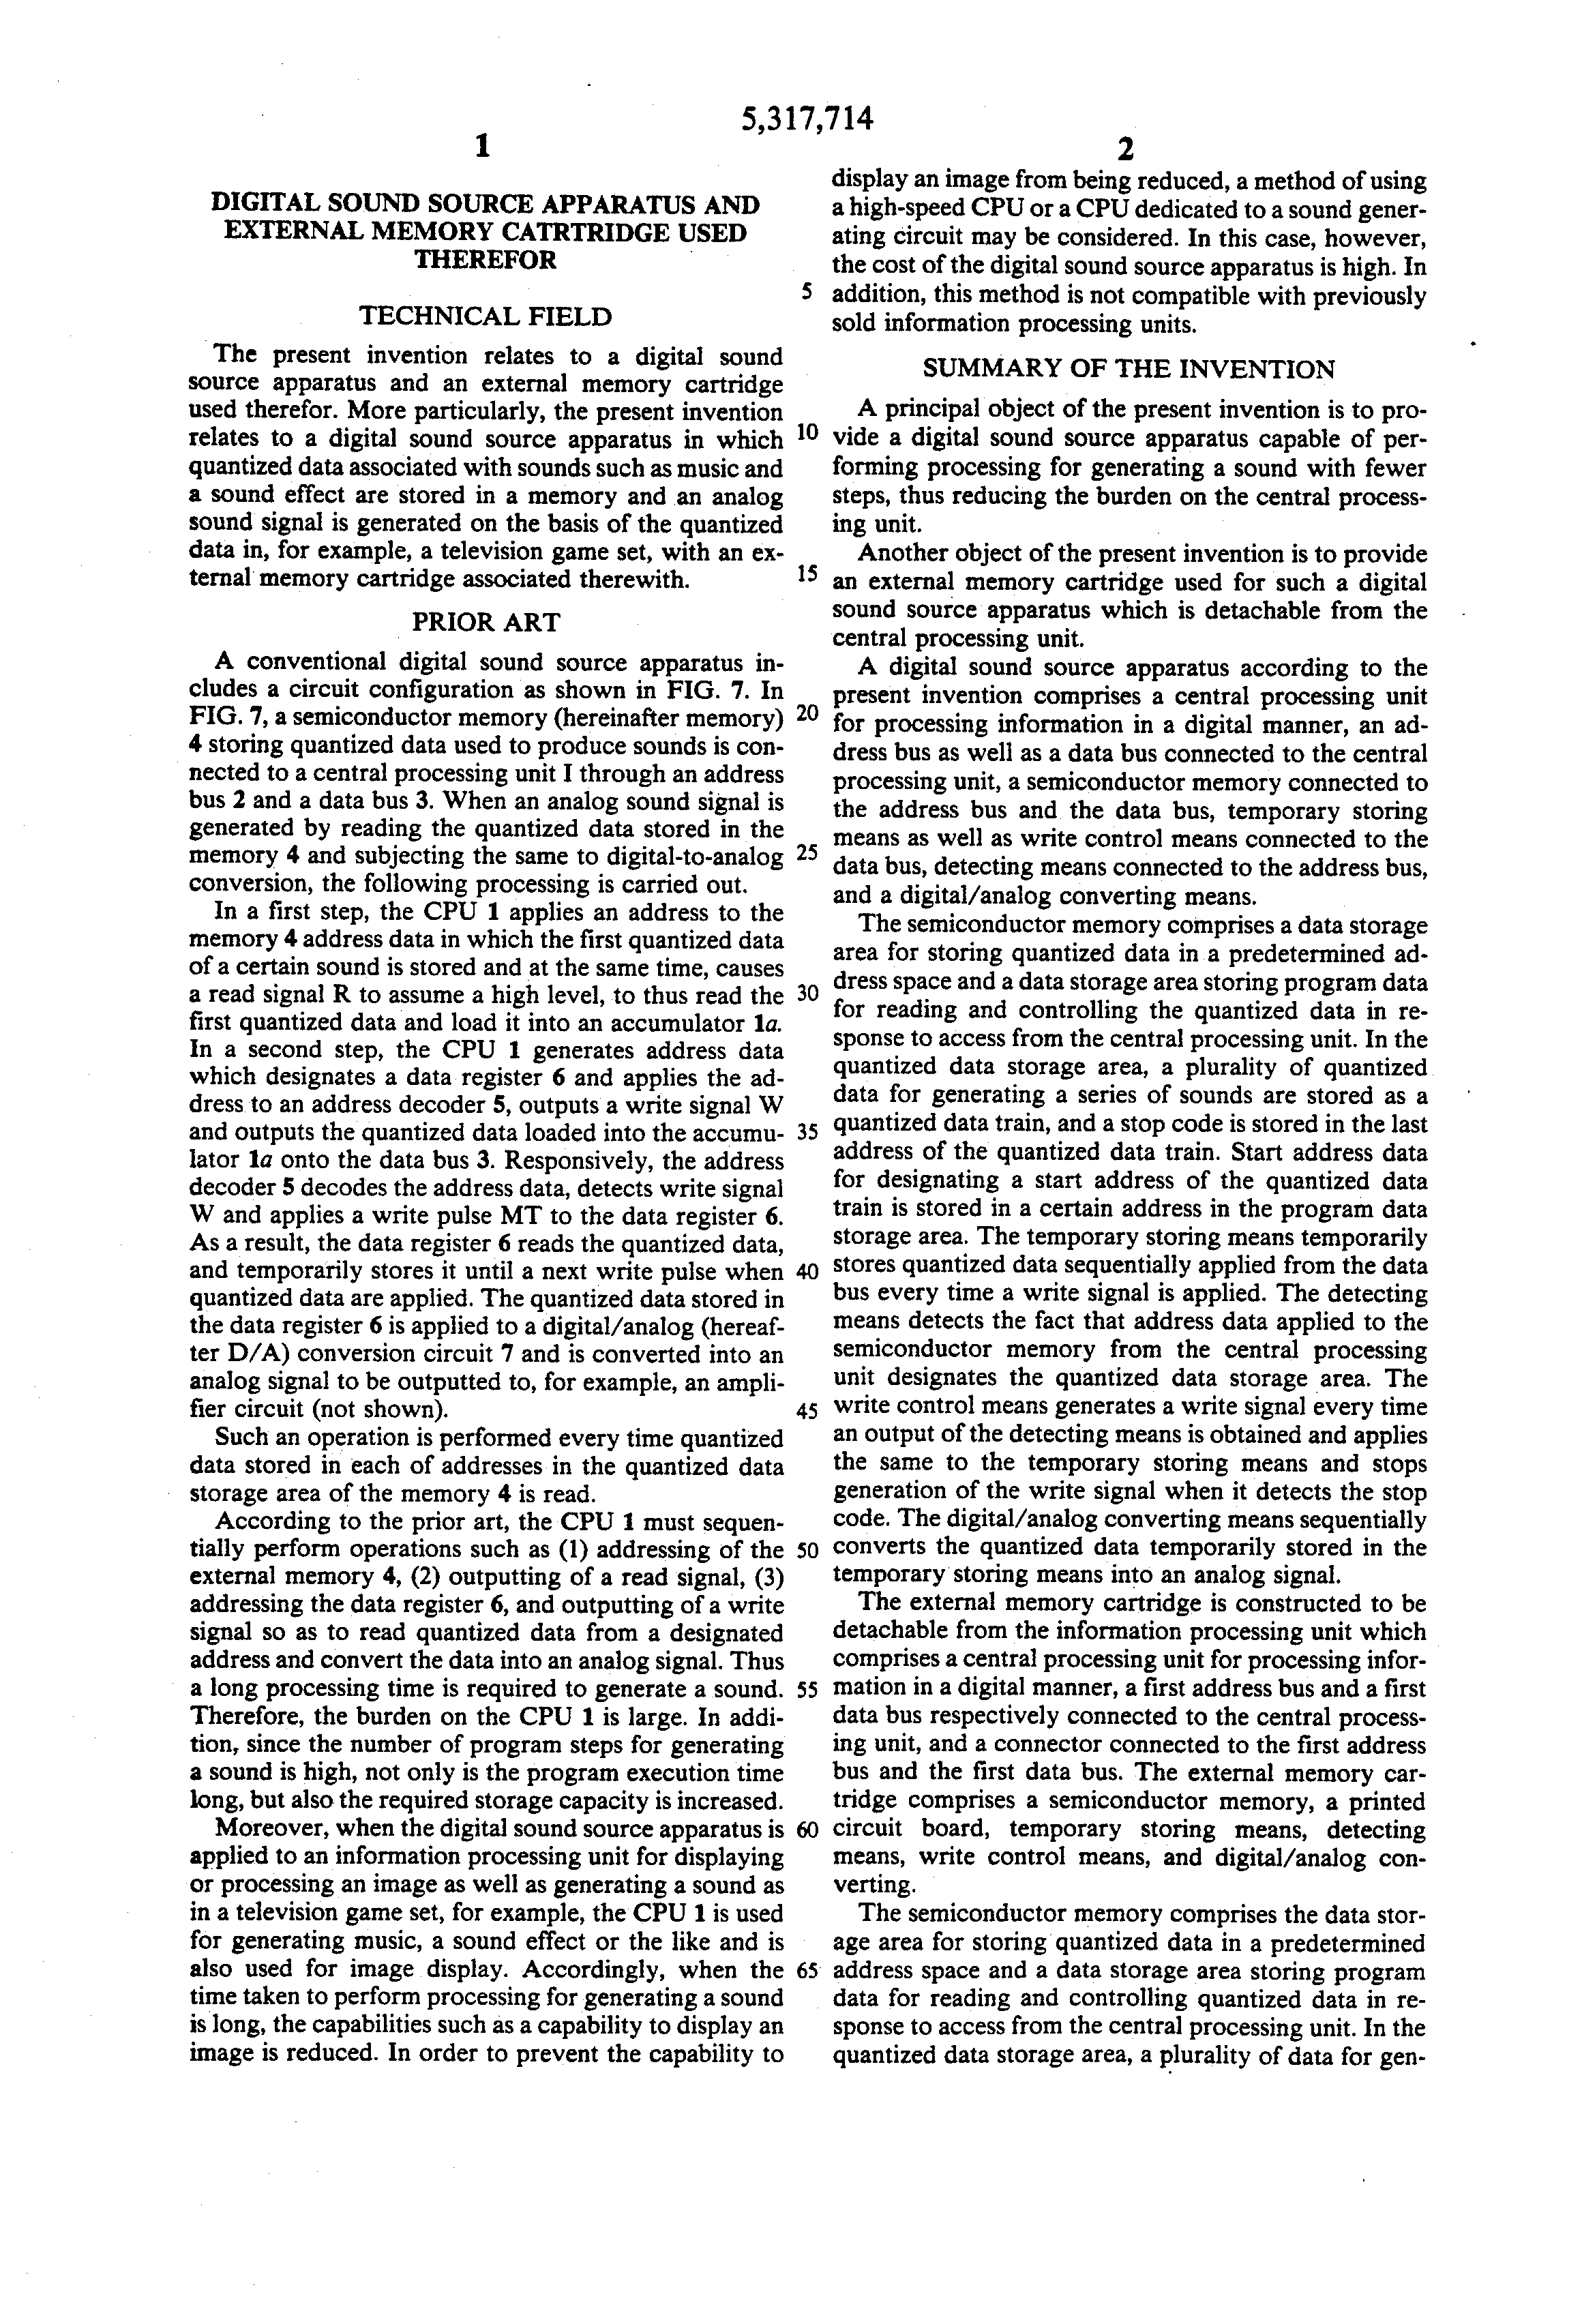 5,317,714
1
DIGITAL SOUND SOURCE APPARATUS AND
EXTERNAL MEMORY CATRTRIDGE USED
THEREFOR
TECHNICAL FIELD
The present invention relates to a digital sound
source apparatus and an external memory cartridge
used therefor. More particularly, the present invention
relates to a digital sound source apparatus in which
quantized data associated with sounds such as music and
a sound effect are stored in a memory and an analog
sound signal is generated on the basis of the quantized
data in, for example, a television game set, with an ex-
ternal memory cartridge associated therewith.
PRIOR ART
A conventional digital sound source apparatus in-
cludes a circuit configuration as shown in FIG. 7. In
FIG. 7, a semiconductor memory (hereinafter memory)
4 storing quantized data used to produce sounds is con-
nected to a central processing unit I through an address
bus 2 and a data bus 3. When an analog sound signal is
generated by reading the quantized data stored in the
memory 4 and subjecting the same to digital-to-analog
conversion, the following processing is carried out.
In a first step, the CPU 1 applies an address to the
memory 4 address data in which the first quantized data
of a certain sound is stored and at the same time, causes
a read signal R to assume a high level, to thus read the
first quantized data and load it into an accumulator 1a.
In a second step, the CPU 1 generates address data
which designates a data register 6 and applies the ad-
dress to an address decoder 5, outputs a write signal W
and outputs the quantized data loaded into the accumu-
lator 1a onto the data bus 3. Responsively, the address
decoder 5 decodes the address data, detects write signal
W and applies a write pulse MT to the data register 6.
As a result, the data register 6 reads the quantized data,
and temporarily stores it until a next write pulse when
quantized data are applied. The quantized data stored in
the data register 6 is applied to a digital/analog (hereaf-
ter D/A) conversion circuit 7 and is converted into an
analog signal to be outputted to, for example, an ampli-
fier circuit (not shown).
Such an operation is performed every time quantized
data stored in each of addresses in the quantized data
storage area of the memory 4 is read.
According to the prior art, the CPU 1 must sequen-
tially perform operations such as (1) addressing of the
external memory 4, (2) outputting of a read signal, (3)
addressing the data register 6, and outputting of a write
signal so as to read quantized data from a designated
address and convert the data into an analog signal. Thus
a long processing time is required to generate a sound.
Therefore, the burden on the CPU 1 is large. In addi-
tion, since the number of program steps for generating
a sound is high, not only is the program execution time
long, but also the required storage capacity is increased.
Moreover, when the digital sound source apparatus is
applied to an information processing unit for displaying
or processing an image as well as generating a sound as
in a television game set, for example, the CPU 1 is used
for generating music, a sound effect or the like and is
also used for image display. Accordingly, when the
time taken to perform processing for generating a sound
is long, the capabilities such as a capability to display an
image is reduced. In order to prevent the capability to
5
10
15
20
25
30
35
40
45
50
55
60
65
2
display an image from being reduced, a method of using
a high-speed CPU or a CPU dedicated to a sound gener-
ating circuit may be considered. In this case, however,
the cost of the digital sound source apparatus is high. In
addition, this method is not compatible with previously
sold information processing units.
SUMMARY OF THE INVENTION
A principal object of the present invention is to pro-
vide a digital sound source apparatus capable of per-
forming processing for generating a sound with fewer
steps, thus reducing the burden on the central process-
ing unit.
Another object of the present invention is to provide
an external memory cartridge used for such a digital
sound source apparatus which is detachable from the
central processing unit.
A digital sound source apparatus according to the
present invention comprises a central processing unit
for processing information in a digital manner, an ad-
dress bus as well as a data bus connected to the central
processing unit, a semiconductor memory connected to
the address bus and the data bus, temporary storing
means as well as write control means connected to the
data bus, detecting means connected to the address bus,
and a digital/analog converting means.
The semiconductor memory comprises a data storage
area for storing quantized data in a predetermined ad-
dress space and a data storage area storing program data
for reading and controlling the quantized data in re-
sponse to access from the central processing unit. In the
quantized data storage area, a plurality of quantized
data for generating a series of sounds are stored as a
quantized data train, and a stop code is stored in the last
address of the quantized data train. Start address data
for designating a start address of the quantized data
train is stored in a certain address in the program data
storage area. The temporary storing means temporarily
stores quantized data sequentially applied from the data
bus every time a write signal is applied. The detecting
means detects the fact that address data applied to the
semiconductor memory from the central processing
unit designates the quantized data storage area. The
write control means generates a write signal every time
an output of the detecting means is obtained and applies
the same to the temporary storing means and stops
generation of the write signal when it detects the stop
code. The digital/analog converting means sequentially
converts the quantized data temporarily stored in the
temporary storing means into an analog signal.
The external memory cartridge is constructed to be
detachable from the information processing unit which
comprises a central processing unit for processing infor-
mation in a digital manner, a first address bus and a first
data bus respectively connected to the central process-
ing unit, and a connector connected to the first address
bus and the first data bus. The external memory car-
tridge comprises a semiconductor memory, a printed
circuit board, temporary storing means, detecting
means, write control means, and digital/analog con-
verting.
The semiconductor memory comprises the data stor-
age area for storing quantized data in a predetermined
address space and a data storage area storing program
data for reading and controlling quantized data in re-
sponse to access from the central processing unit. In the
quantized data storage area, a plurality of data for gen-